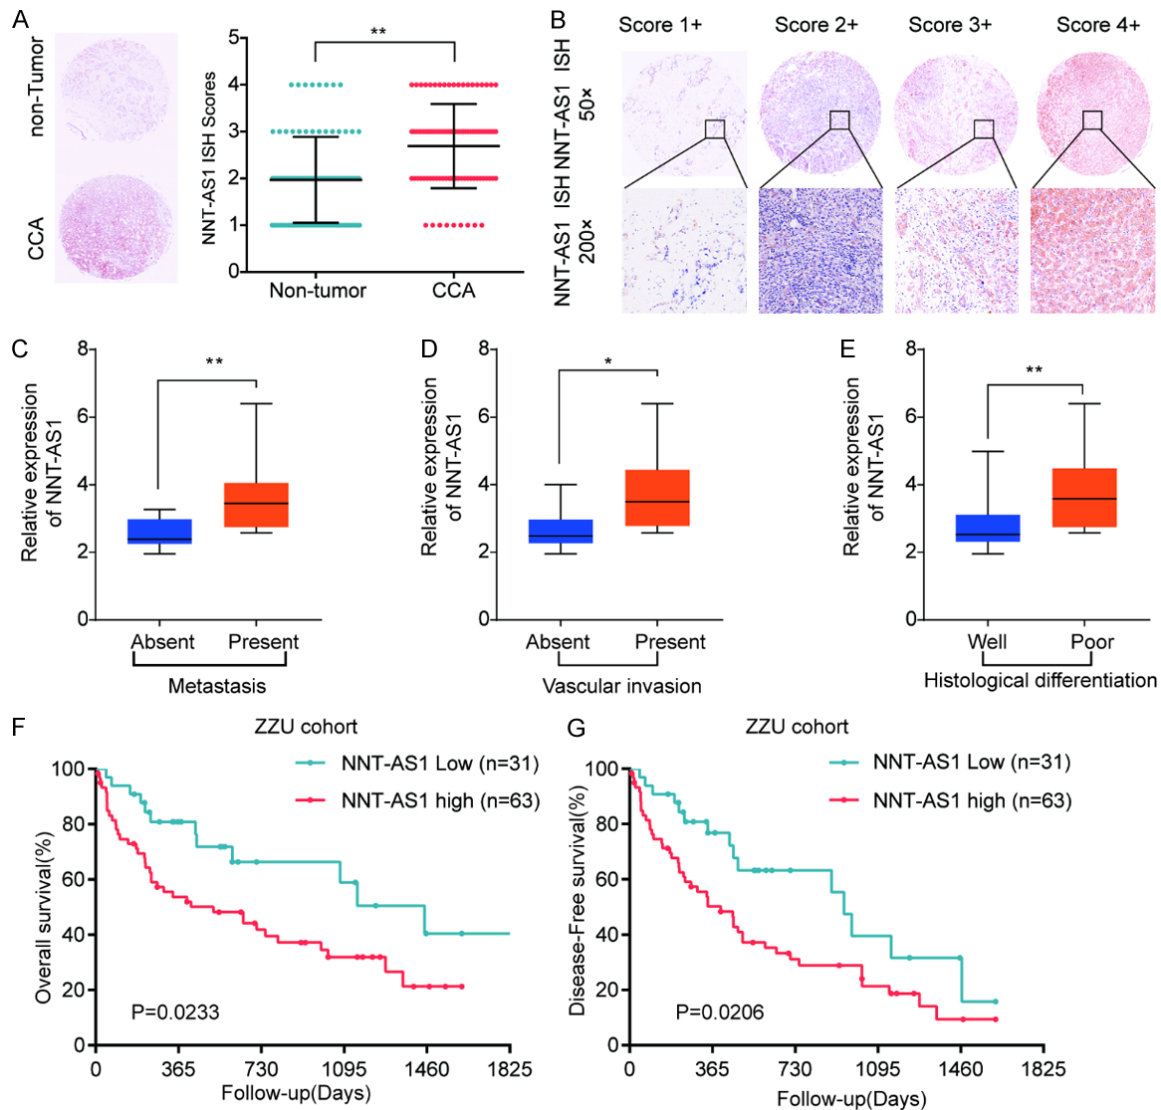 A
non-Tumor
CCA
NNT-AS1 ISH Scores
5
4
3
2
1
0
**
Non-tumor
CCA
B
Score 1+
Score 2+
Score 3+
Score 4+
NNT-AS1 ISH
50×
NNT-AS1 ISH
200×
C
Relative expression
of NNT-AS1
8
6
4
2
0
**
Absent
Present
Metastasis
D
Relative expression
of NNT-AS1
8
6
4
2
0
*
Absent
Present
Vascular invasion
E
Relative expression
of NNT-AS1
8
6
4
2
0
**
Well
Poor
Histological differentiation
F
ZZU cohort
NNT-AS1 Low (n=31)
NNT-AS1 high (n=63)
Overall survival(%)
100
80
60
40
20
0
P=0.0233
0
365
730
1095
1460
1825
Follow-up(Days)
G
ZZU cohort
NNT-AS1 Low (n=31)
NNT-AS1 high (n=63)
Disease-Free survival(%)
100
80
60
40
20
0
P=0.0206
0
365
730
1095
1460
1825
Follow-up(Days)